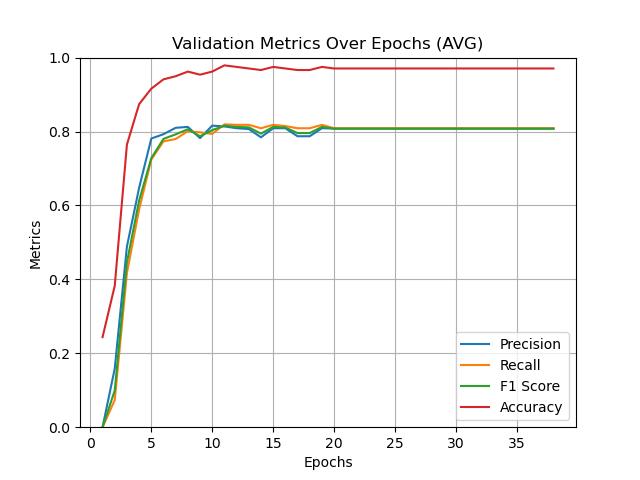 Validation Metrics Over Epochs (AVG)
1.0
0.8
0.6
0.4
0.2
0.0
Metrics
0 5 10 15 20 25 30 35
Epochs
Precision
Recall
F1 Score
Accuracy